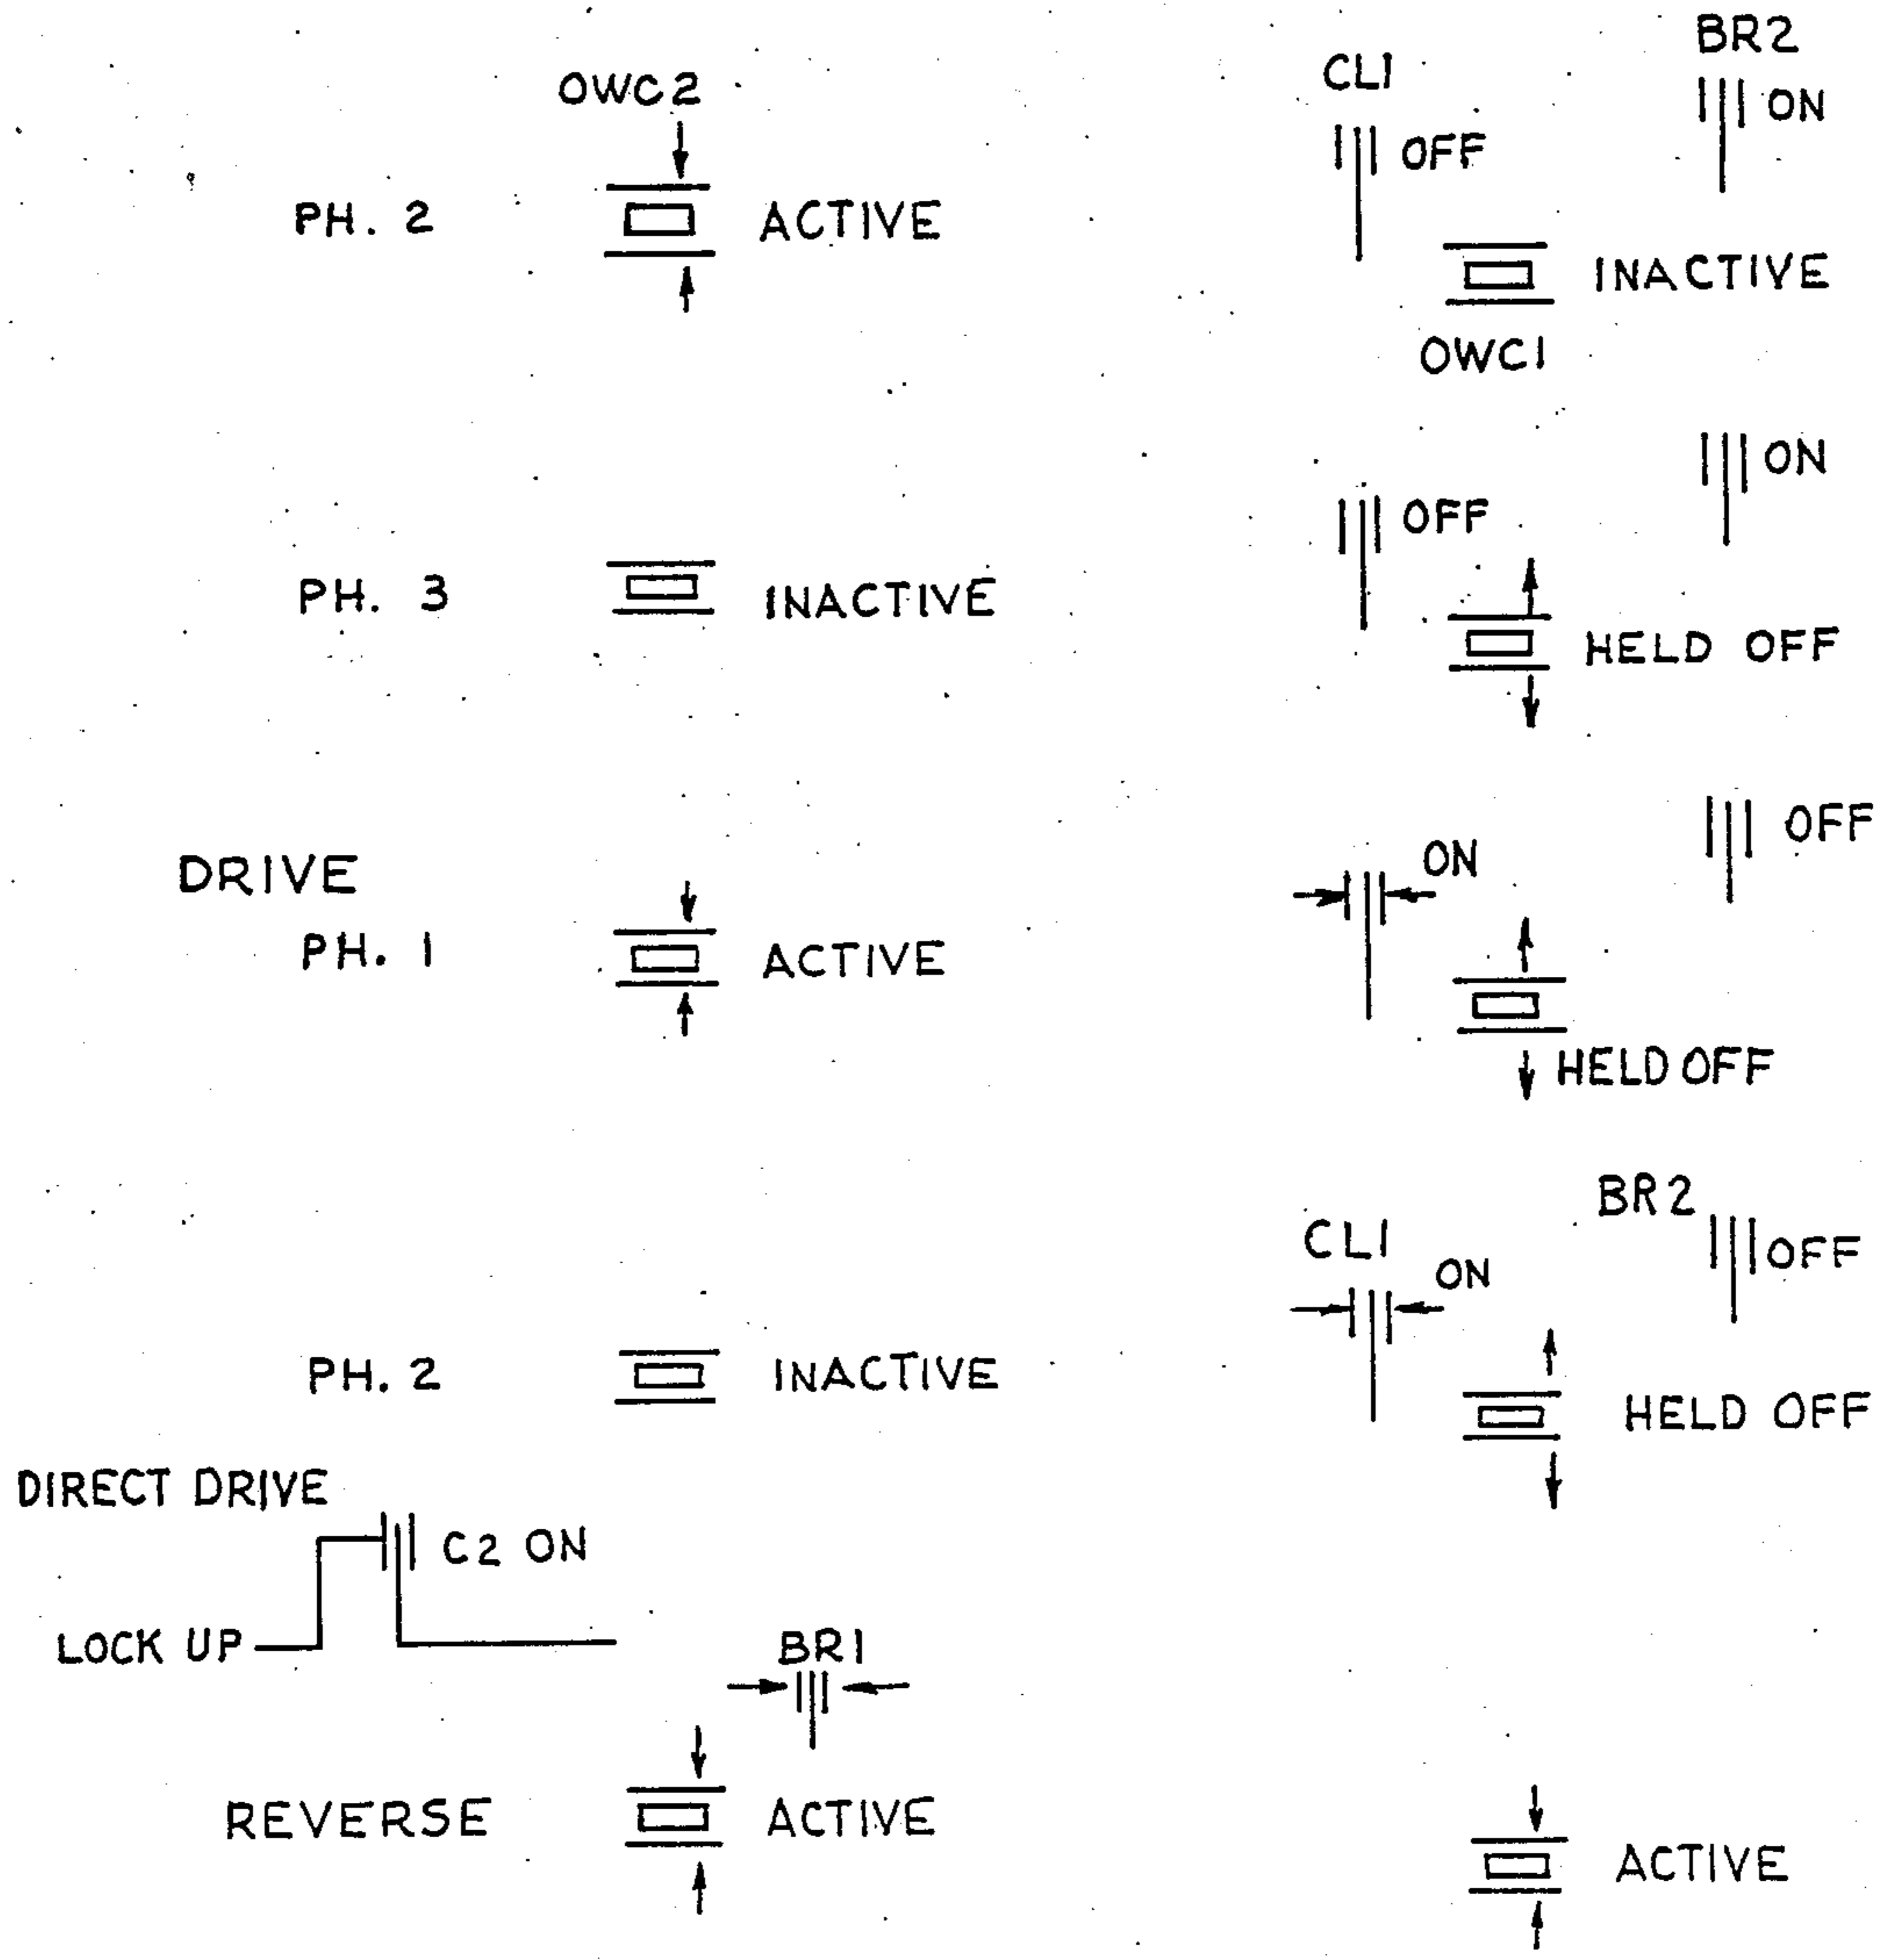 BR2
CL1
OWC2
ON
OFF
PH. 2
ACTIVE
INACTIVE
OWC1
ON
OFF
PH. 3
INACTIVE
HELD OFF
OFF
ON
DRIVE
PH. 1
ACTIVE
HELD OFF
BR2
CL1
OFF
ON
PH. 2
INACTIVE
HELD OFF
DIRECT DRIVE
C2 ON
LOCK UP
BR1
REVERSE
ACTIVE
ACTIVE